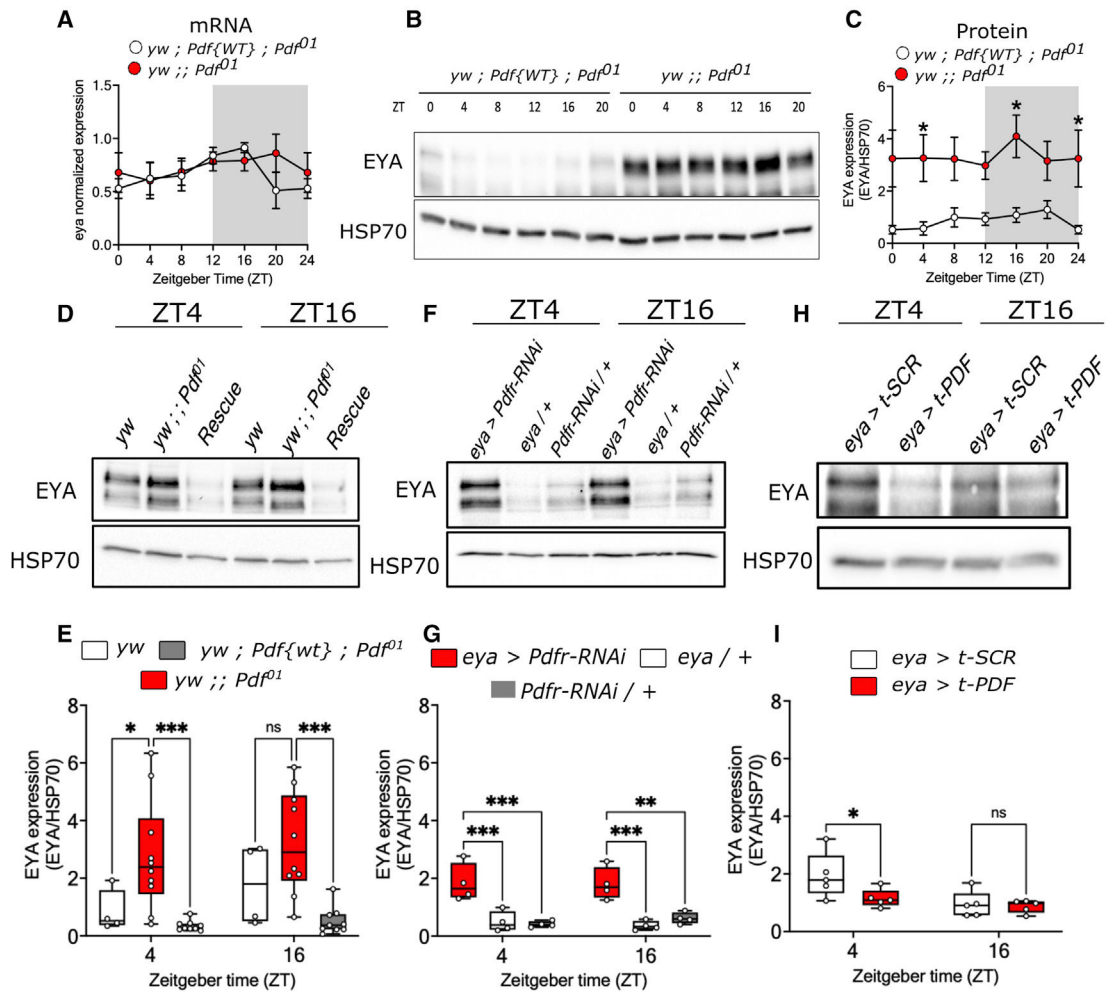 A
mRNA
yw ; Pdf{WT} ; Pdf01
yw ;; Pdf01
eya normalized expression
1.5
1.0
0.5
0.0
0 4 8 12 16 20 24
Zeitgeber Time (ZT)
B
yw ; Pdf{WT} ; Pdf01 yw ;; Pdf01
ZT 0 4 8 12 16 20 0 4 8 12 16 20
EYA
HSP70
C
Protein
yw ; Pdf{WT} ; Pdf01
yw ;; Pdf01
EYA expression
(EYA/HSP70)
6
4
2
0
* * *
0 4 8 12 16 20 24
Zeitgeber Time (ZT)
D
ZT4 ZT16
yw yw ;; Pdf01 Rescue yw yw ;; Pdf01 Rescue
EYA
HSP70
F
ZT4 ZT16
eya > Pdfr-RNAi eya / + Pdfr-RNAi / + eya > Pdfr-RNAi eya / + Pdfr-RNAi / +
EYA
HSP70
H
ZT4 ZT16
eya > t-SCR eya > t-PDF eya > t-SCR eya > t-PDF
EYA
HSP70
E
yw yw ; Pdf{wt} ; Pdf01
yw ;; Pdf01
EYA expression
(EYA/HSP70)
8
6
4
2
0
* *** ns ***
4 16
Zeitgeber time (ZT)
G
eya > Pdfr-RNAi eya / +
Pdfr-RNAi / +
EYA expression
(EYA/HSP70)
8
6
4
2
0
*** **
*** ***
4 16
Zeitgeber time (ZT)
I
eya > t-SCR
eya > t-PDF
EYA expression
(EYA/HSP70)
8
6
4
2
0
* ns
4 16
Zeitgeber time (ZT)